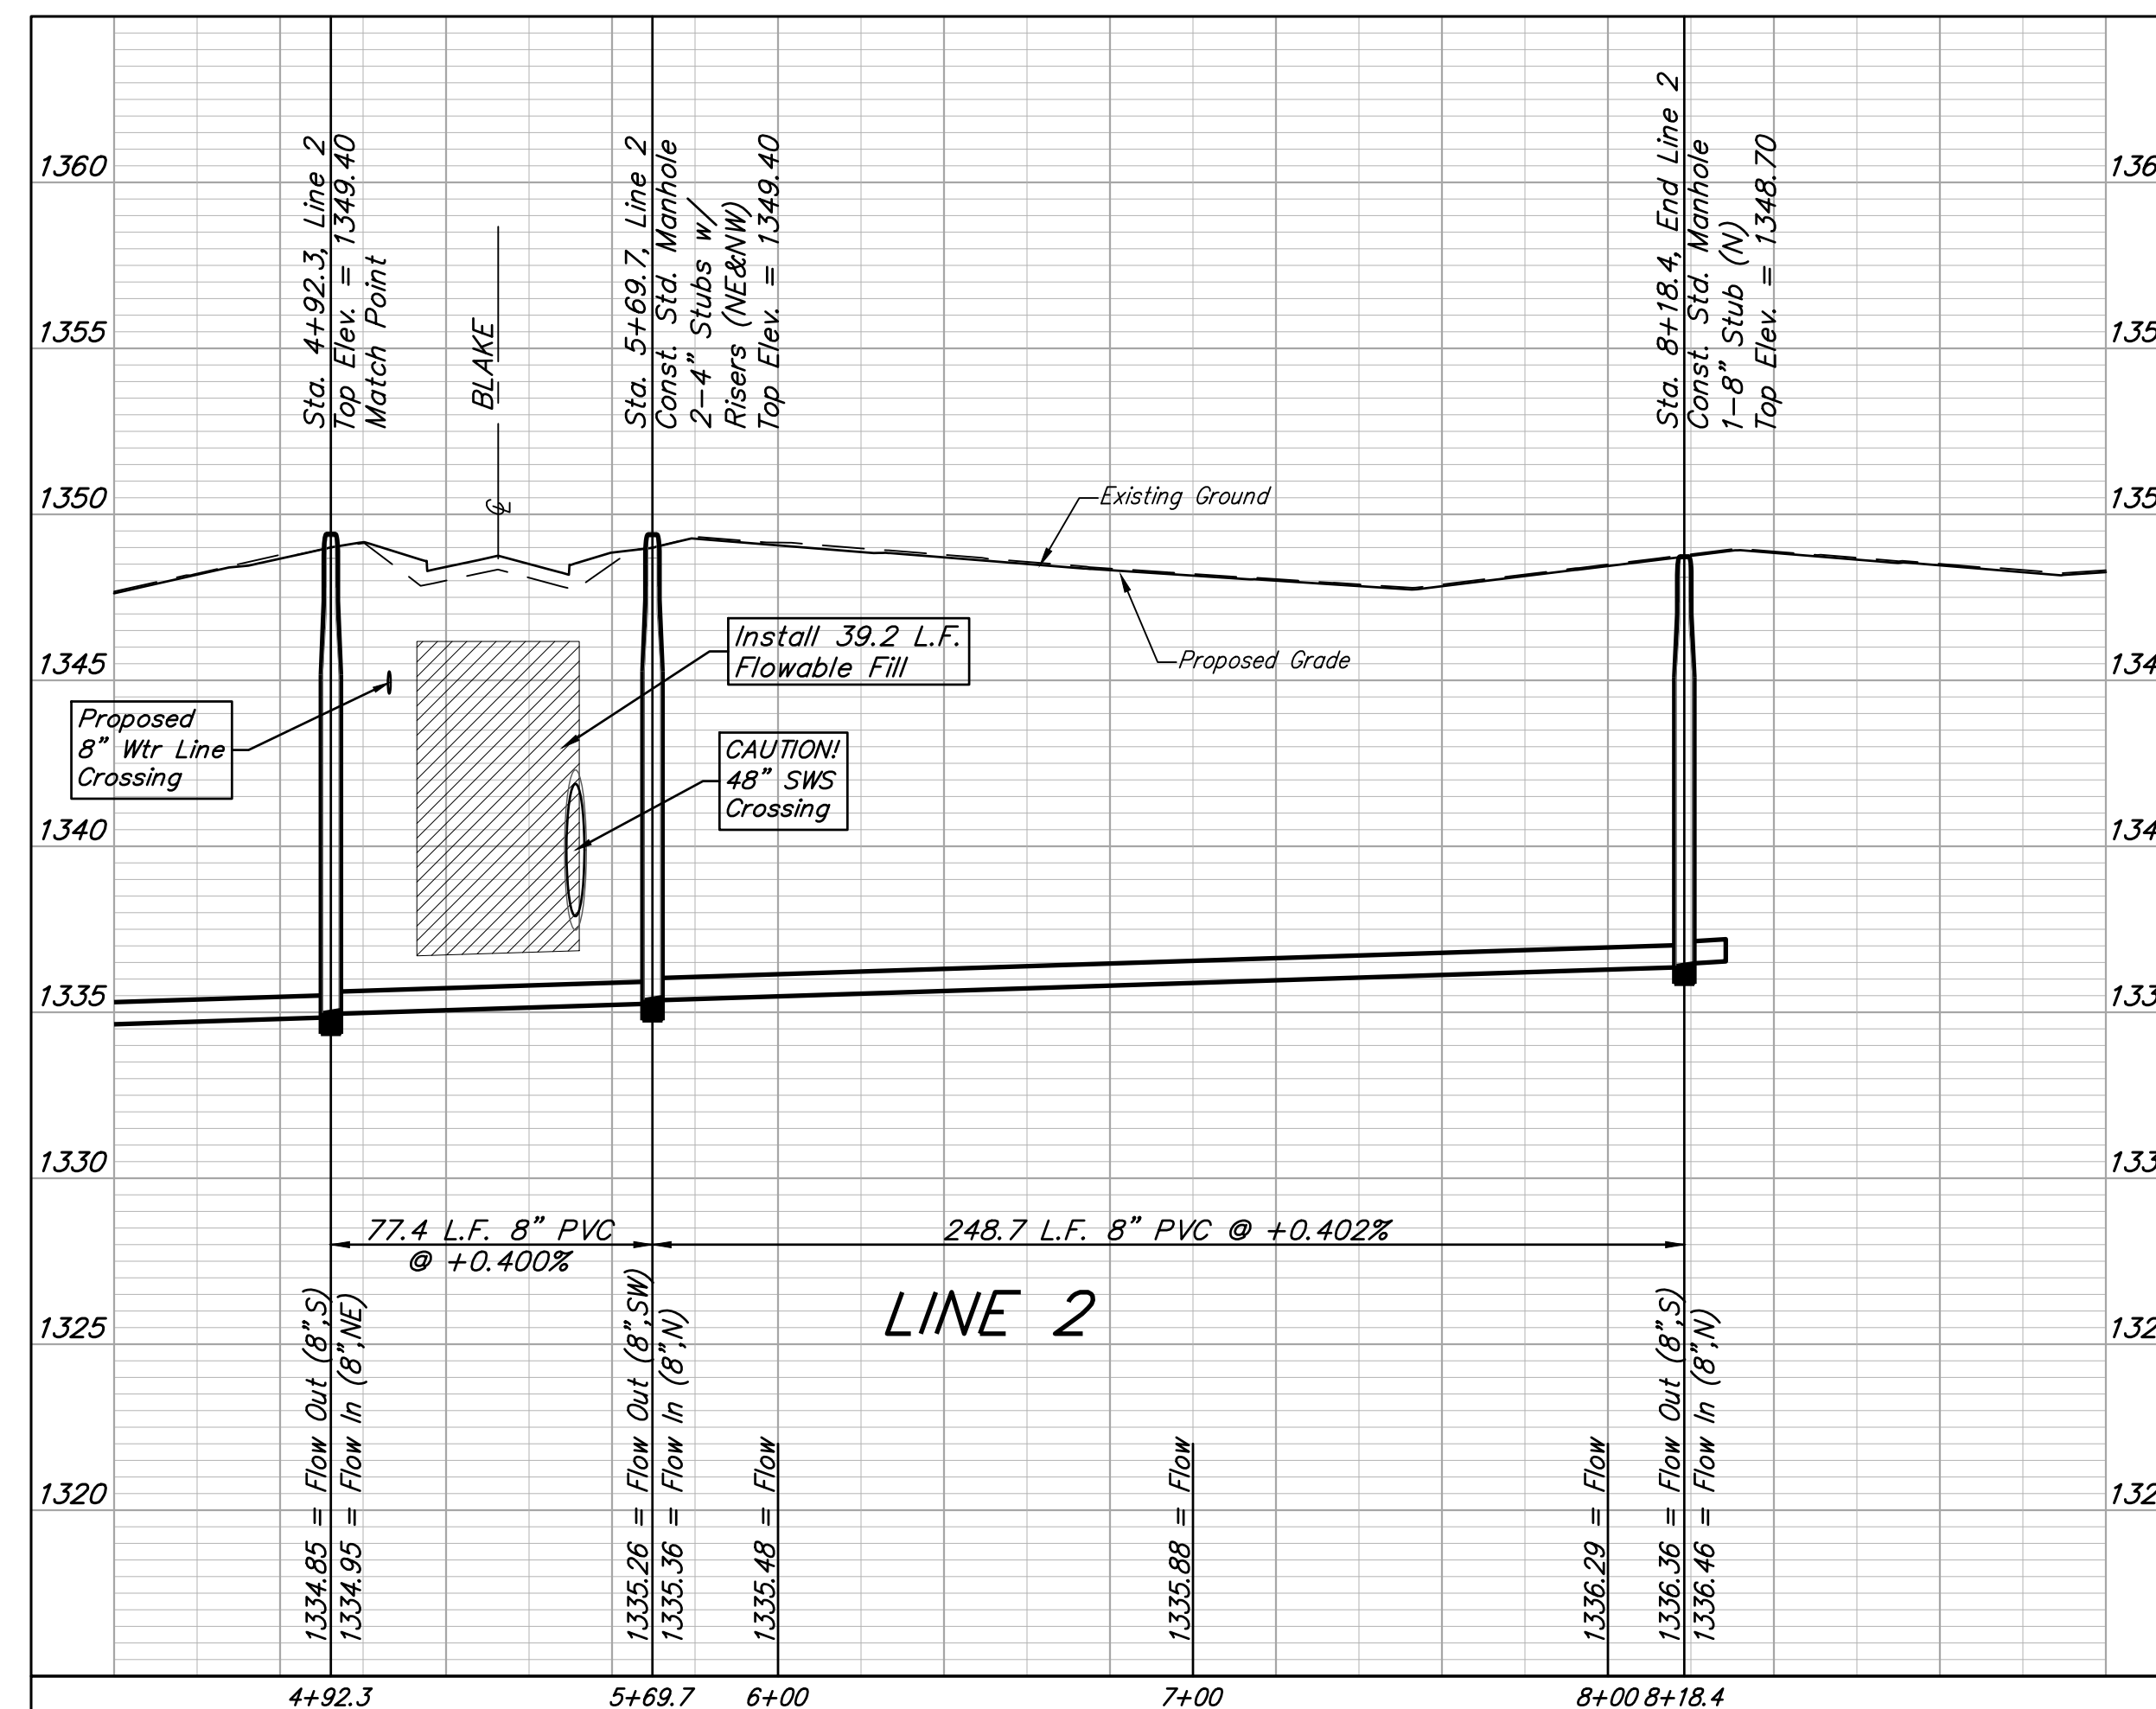 Sta. 4+92.3, Line 2
Top Elev. = 1349.40
Match Point
BLAKE
℄
Sta. 5+69.7, Line 2
Const. Std. Manhole
2-4" Stubs w/
Risers (NE&NW)
Top Elev. = 1349.40
Sta. 8+18.4, End Line 2
Const. Std. Manhole
1-8" Stub (N)
Top Elev. = 1348.70
1360
1355
1350
1345
1340
1335
1330
1325
1320
136
135
135
134
134
133
133
132
132
Existing Ground
Proposed Grade
Install 39.2 L.F.
Flowable Fill
Proposed
8" Wtr Line
Crossing
CAUTION!
48" SWS
Crossing
77.4 L.F. 8" PVC
@ +0.400%
248.7 L.F. 8" PVC @ +0.402%
LINE 2
1334.85 = Flow Out (8",S)
1334.95 = Flow In (8",NE)
1335.26 = Flow Out (8",SW)
1335.36 = Flow In (8",N)
1335.48 = Flow
1335.88 = Flow
1336.29 = Flow
1336.36 = Flow Out (8",S)
1336.46 = Flow In (8",N)
4+92.3
5+69.7
6+00
7+00
8+00
8+18.4